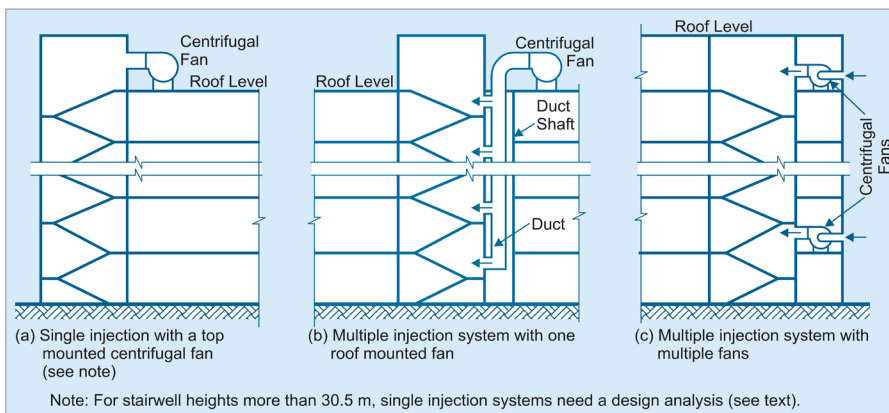 Centrifugal
Fan
Roof Level
Roof Level
Centrifugal
Fan
Duct
Shaft
Duct
Roof Level
Centrifugal
Fans
(a) Single injection with a top
mounted centrifugal fan
(see note)
(b) Multiple injection system with one
roof mounted fan
(c) Multiple injection system with
multiple fans
Note: For stairwell heights more than 30.5 m, single injection systems need a design analysis (see text).